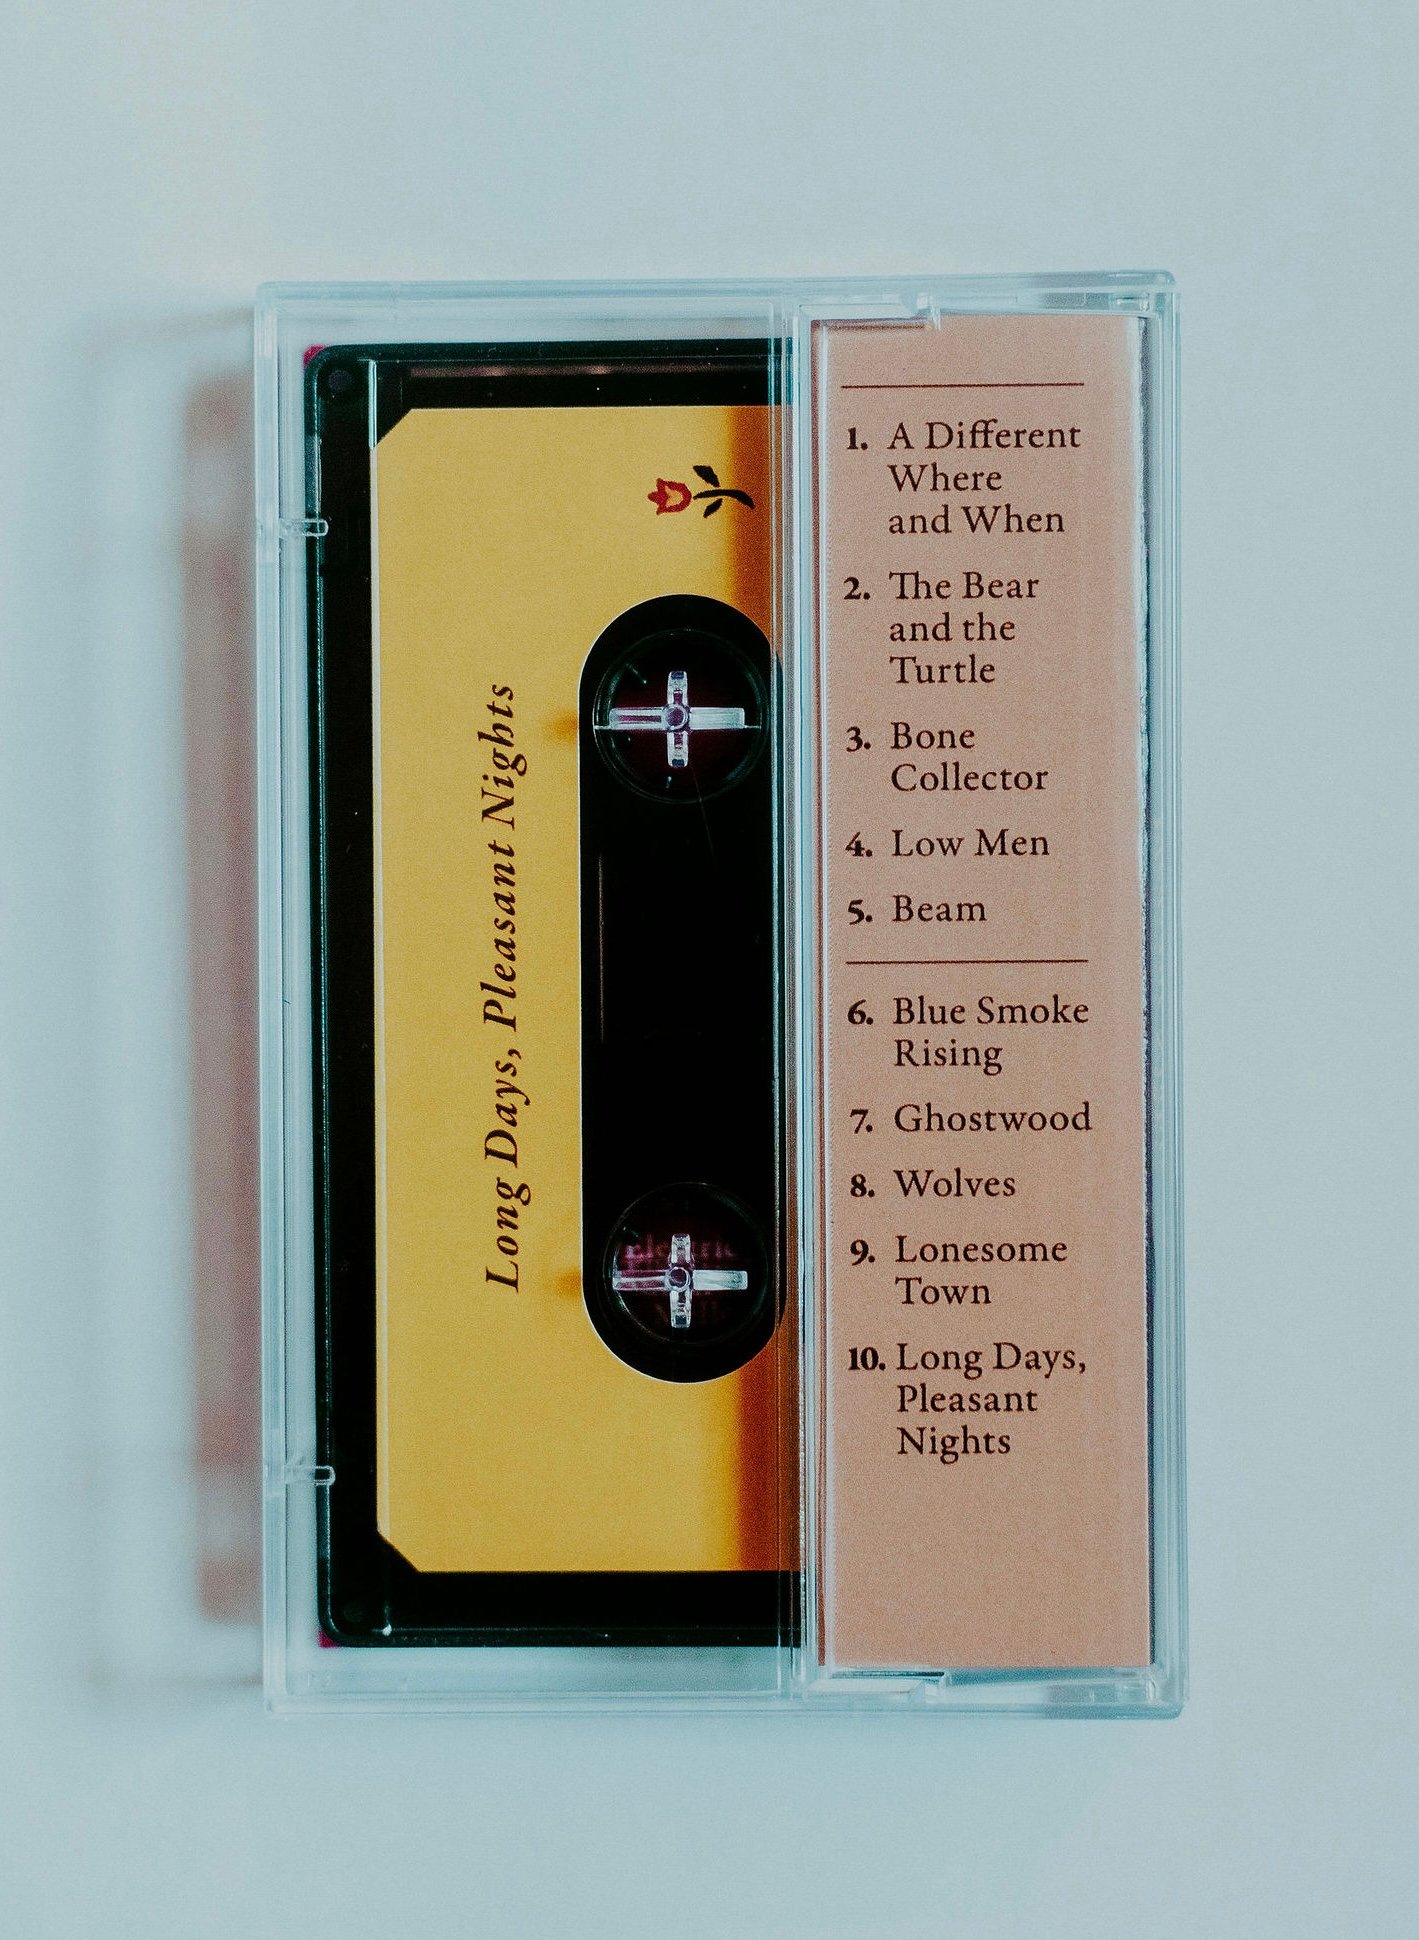 Long Days, Pleasant Nights
1. A Different
Where
and When
2. The Bear
and the
Turtle
3. Bone
Collector
4. Low Men
5. Beam
6. Blue Smoke
Rising
7. Ghostwood
8. Wolves
9. Lonesome
Town
10. Long Days,
Pleasant
Nights